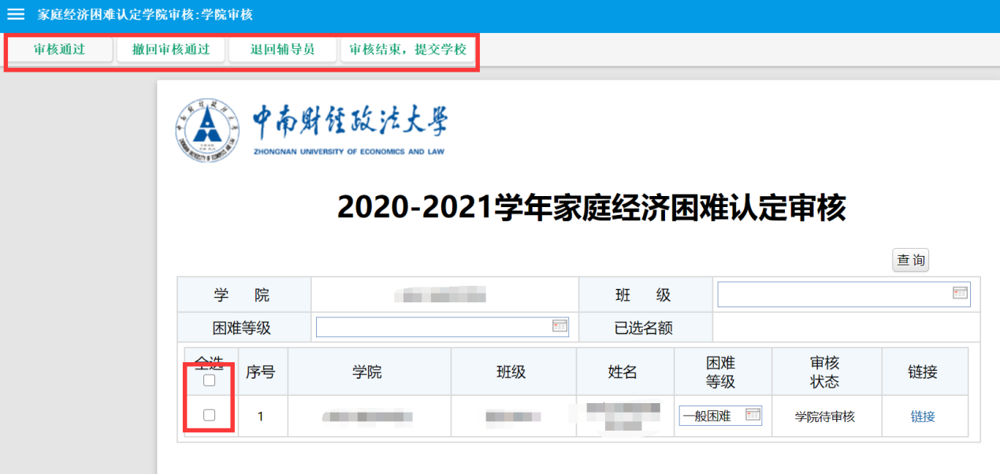 家庭经济困难认定学院审核:学院审核
审核通过 撤回审核通过 退回辅导员 审核结束，提交学校
中南财经政法大学
ZHONGNAN UNIVERSITY OF ECONOMICS AND LAW
2020-2021学年家庭经济困难认定审核
查 询
学 院 班 级
困难等级 已选名额
全选 序号 学院 班级 姓名 困难 审核 链接
等级 状态
1 一般困难 学院待审核 链接